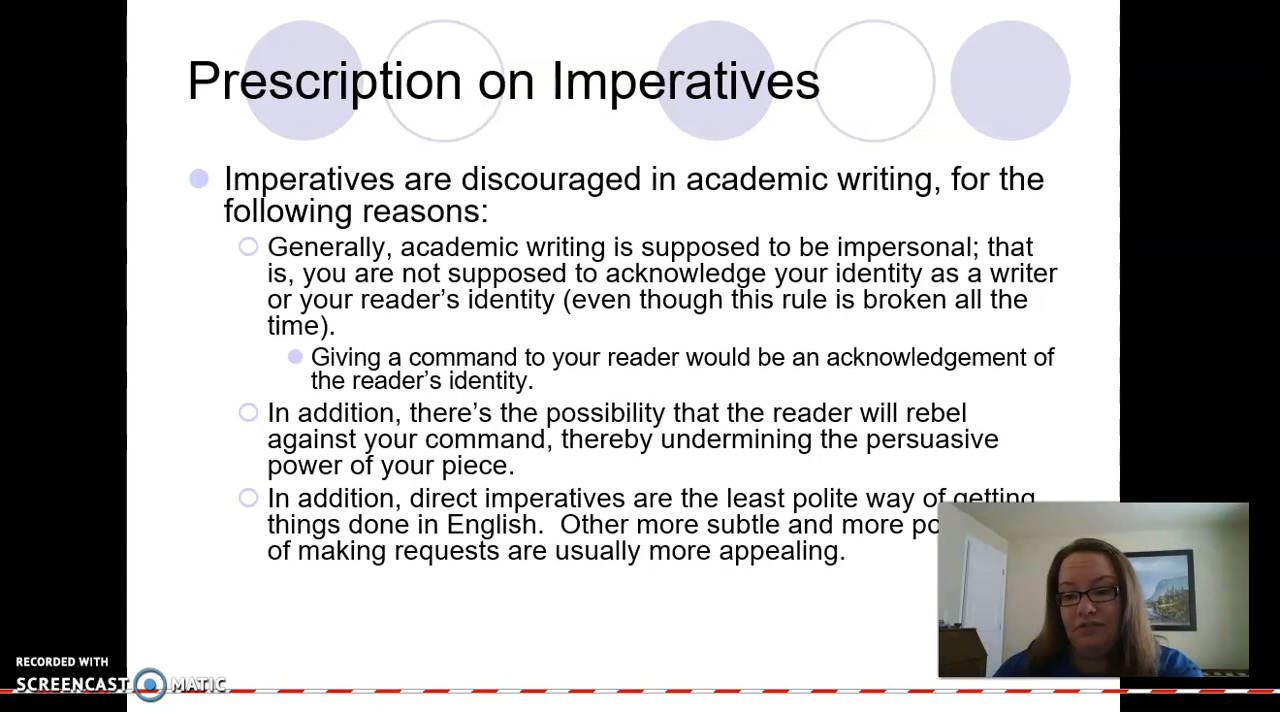 Prescription on Imperatives
Imperatives are discouraged in academic writing, for the
following reasons:
Generally, academic writing is supposed to be impersonal; that
is, you are not supposed to acknowledge your identity as a writer
or your reader's identity (even though this rule is broken all the
time).
Giving a command to your reader would be an acknowledgement of
the reader's identity.
In addition, there's the possibility that the reader will rebel
against your command, thereby undermining the persuasive
power of your piece.
In addition, direct imperatives are the least polite way of getting
things done in English. Other more subtle and more
of making requests are usually more appealing.
RECORDED WITH
SCREENCAST MATIC